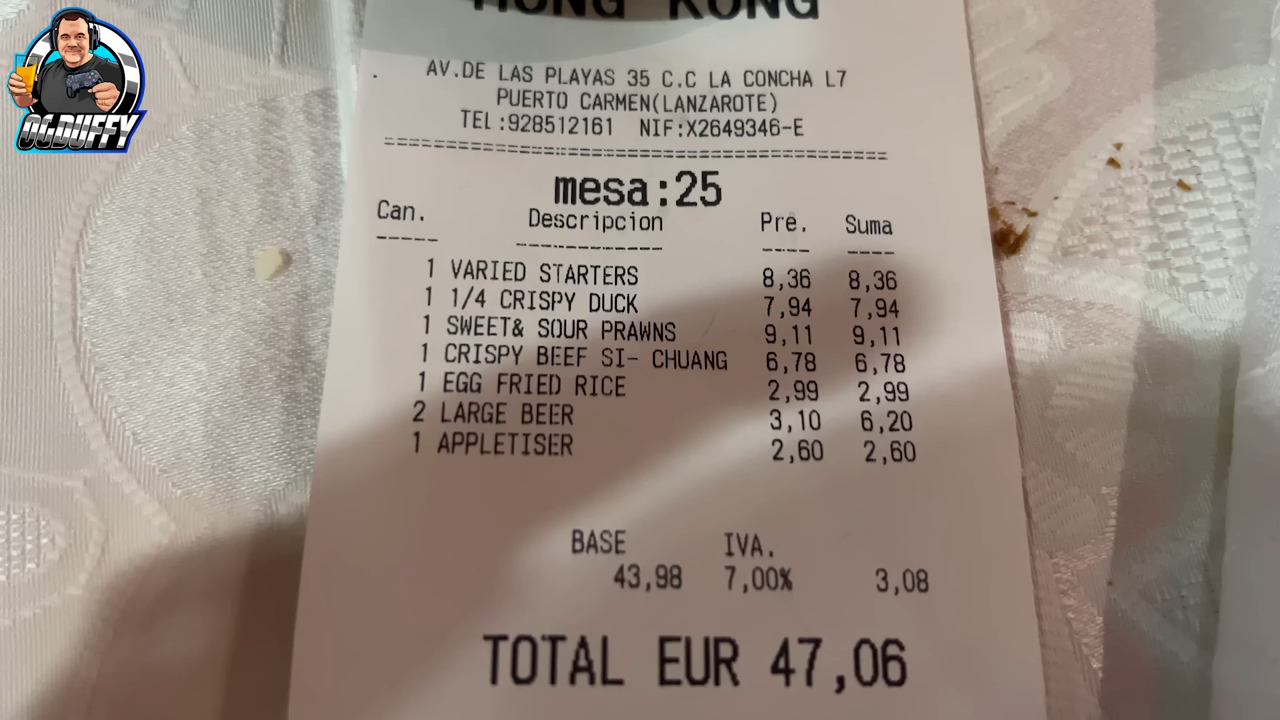 OGDUFFY
HONG KONG
AV.DE LAS PLAYAS 35 C.C LA CONCHA L7
PUERTO CARMEN(LANZAROTE)
TEL:928512161 NIF:X2649346-E
mesa:25
Can. Descripcion Pre. Suma
1 VARIED STARTERS 8,36 8,36
1 1/4 CRISPY DUCK 7,94 7,94
1 SWEET& SOUR PRAWNS 9,11 9,11
1 CRISPY BEEF SI- CHUANG 6,78 6,78
1 EGG FRIED RICE 2,99 2,99
2 LARGE BEER 3,10 6,20
1 APPLETISER 2,60 2,60
BASE IVA.
43,98 7,00% 3,08
TOTAL EUR 47,06